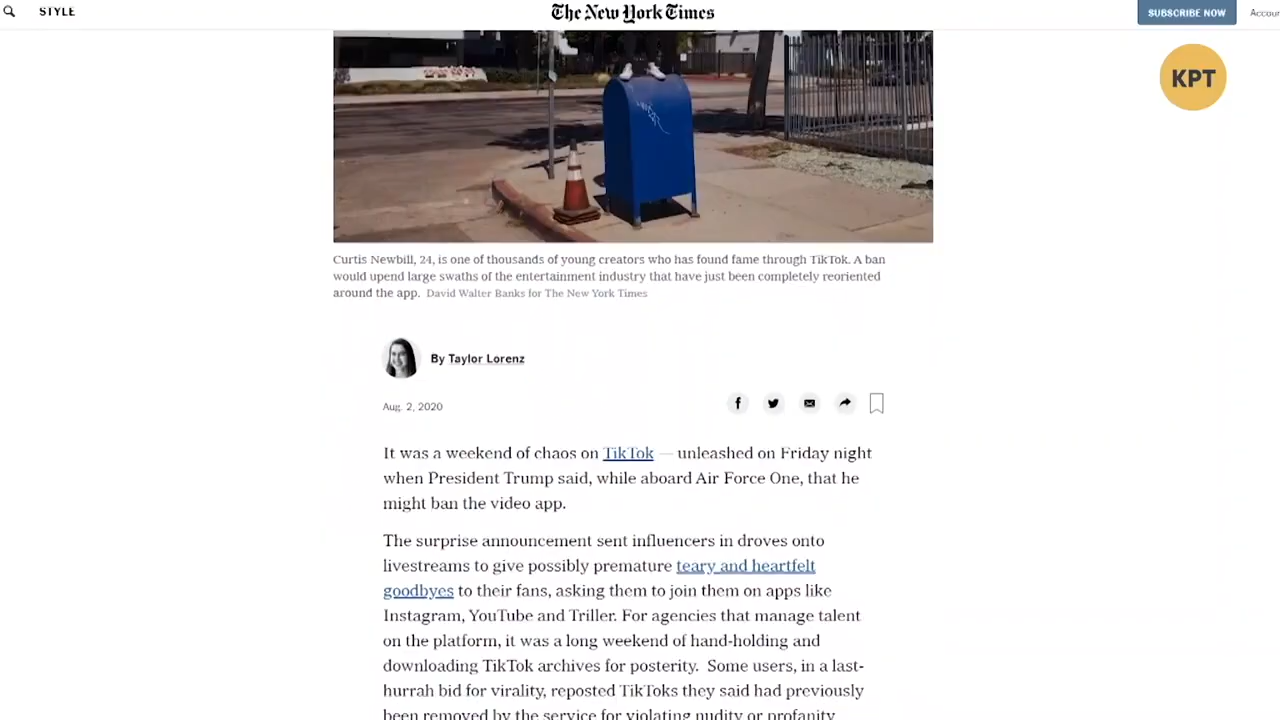 STYLE
The New York Times
SUBSCRIBE NOW
Accoun
KPT
Curtis Newbill, 24, is one of thousands of young creators who has found fame through TikTok. A ban
would upend large swaths of the entertainment industry that have just been completely reoriented
around the app. David Walter Banks for The New York Times
By Taylor Lorenz
Aug. 2, 2020
It was a weekend of chaos on TikTok — unleashed on Friday night
when President Trump said, while aboard Air Force One, that he
might ban the video app.
The surprise announcement sent influencers in droves onto
livestreams to give possibly premature teary and heartfelt
goodbyes to their fans, asking them to join them on apps like
Instagram, YouTube and Triller. For agencies that manage talent
on the platform, it was a long weekend of hand-holding and
downloading TikTok archives for posterity. Some users, in a last-
hurrah bid for virality, reposted TikToks they said had previously
been removed by the service for violating nudity or profanity